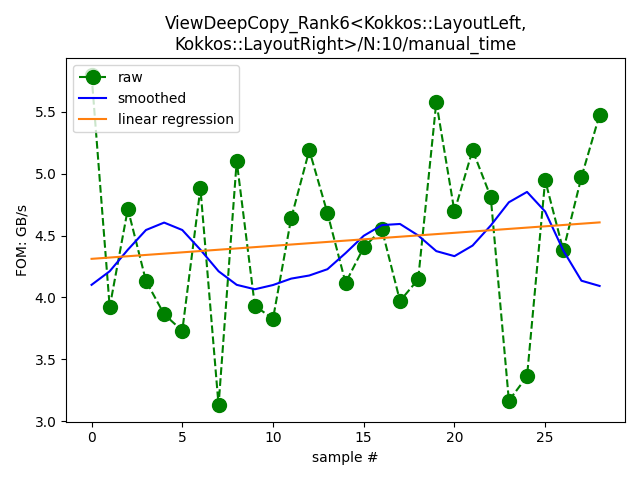 ViewDeepCopy_Rank6<Kokkos::LayoutLeft,
Kokkos::LayoutRight>/N:10/manual_time
raw
smoothed
linear regression
FOM: GB/s
5.5
5.0
4.5
4.0
3.5
3.0
0 5 10 15 20 25
sample #